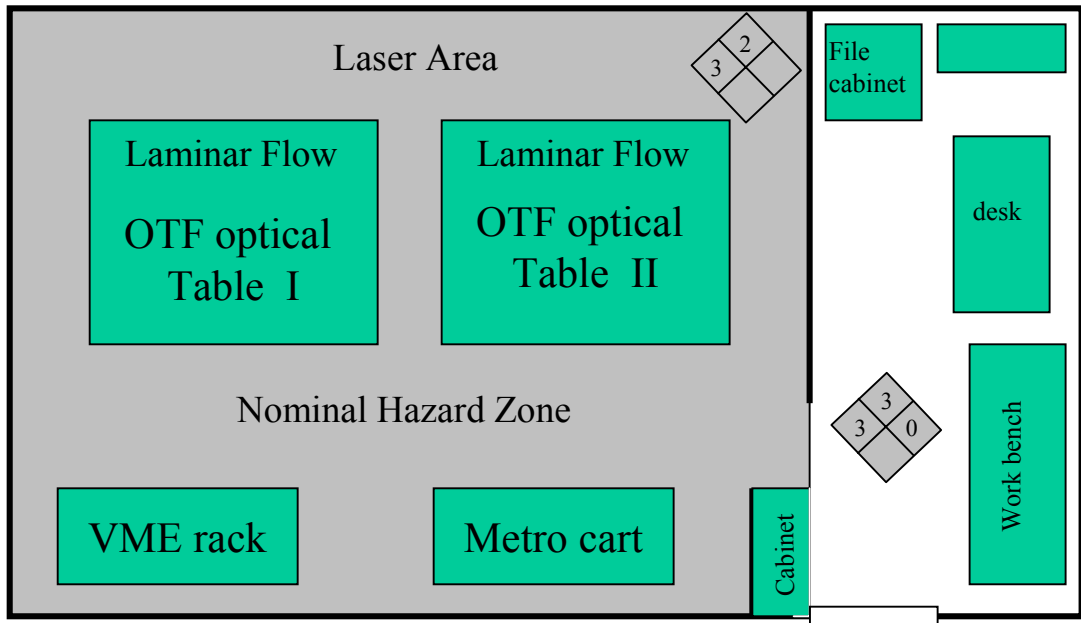 Laser Area
2
3
File
cabinet
Laminar Flow
OTF optical
Table I
Laminar Flow
OTF optical
Table II
desk
Nominal Hazard Zone
3
3
0
Work bench
VME rack
Metro cart
Cabinet